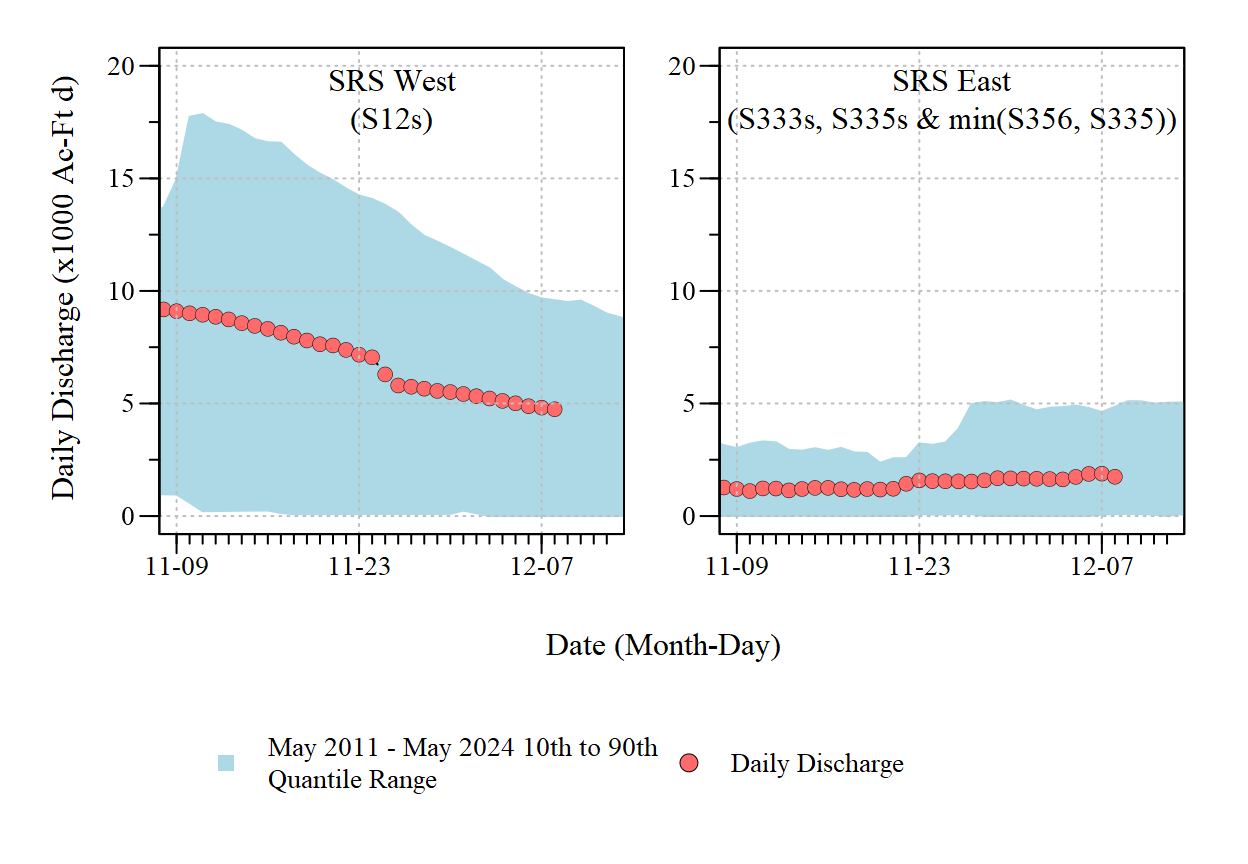 SRS West
(S12s)
SRS East
(S333s, S335s & min(S356, S335))
Daily Discharge (x1000 Ac-Ft d)
20
15
10
5
0
20
15
10
5
0
11-09
11-23
12-07
11-09
11-23
12-07
Date (Month-Day)
May 2011 - May 2024 10th to 90th
Quantile Range
Daily Discharge